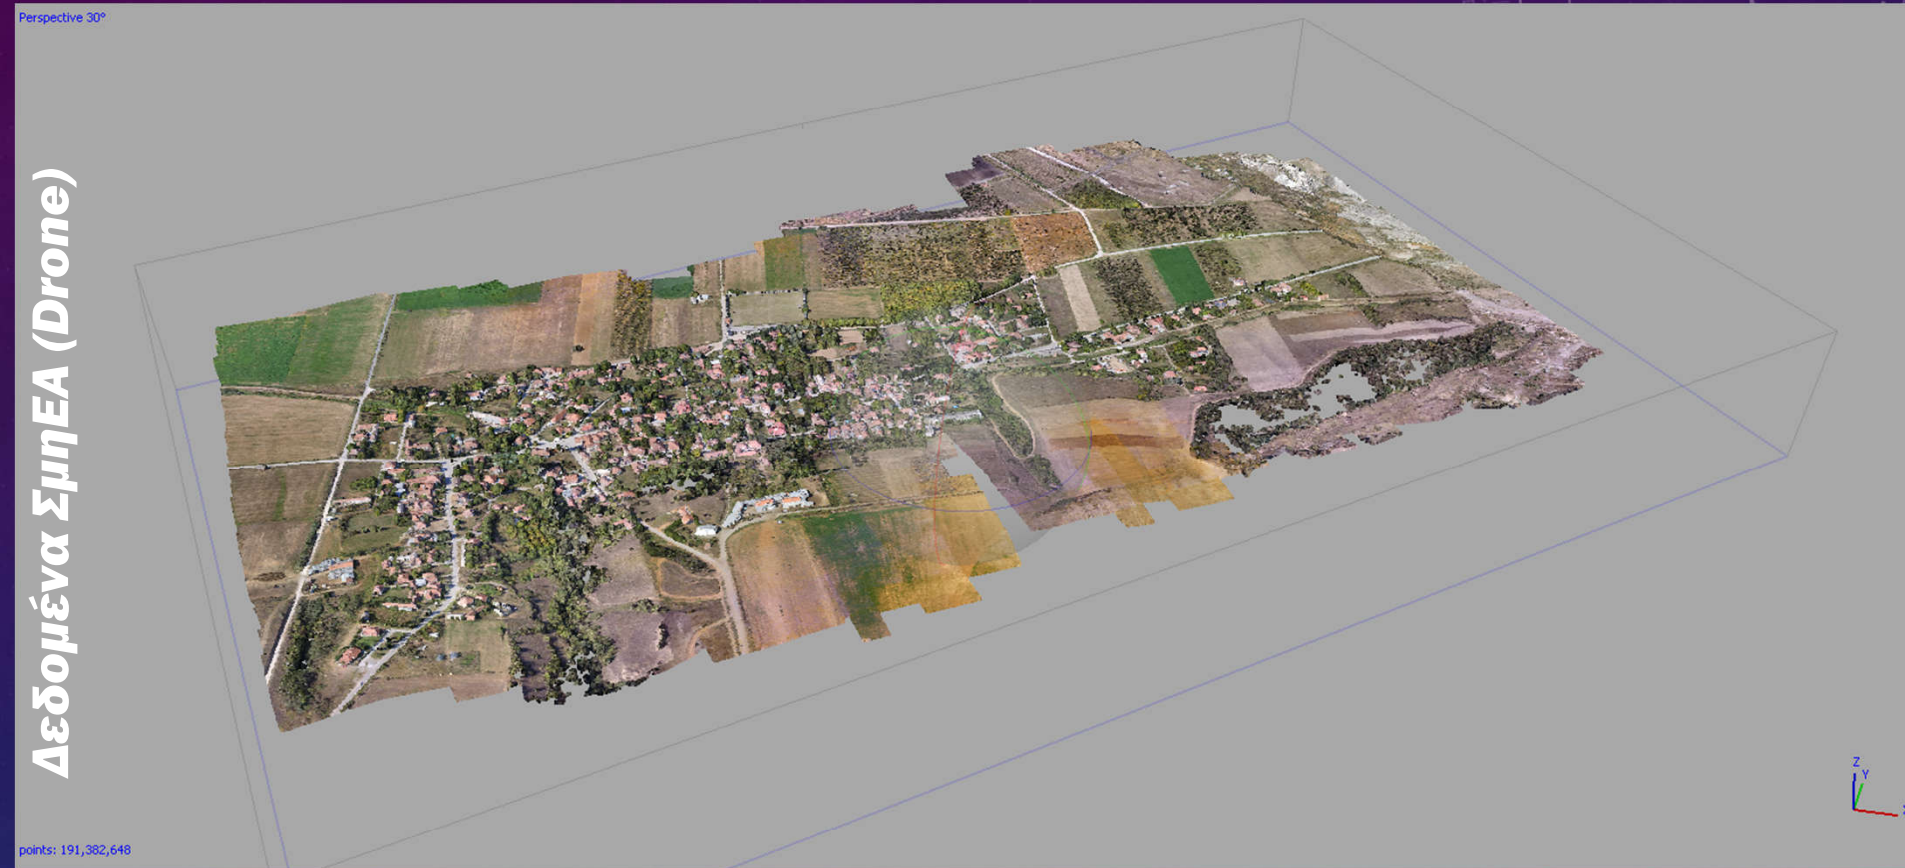 Perspective 30°
Δεδομένα ΣμηΕΑ (Drone)
Z
Y
points: 191,382,648